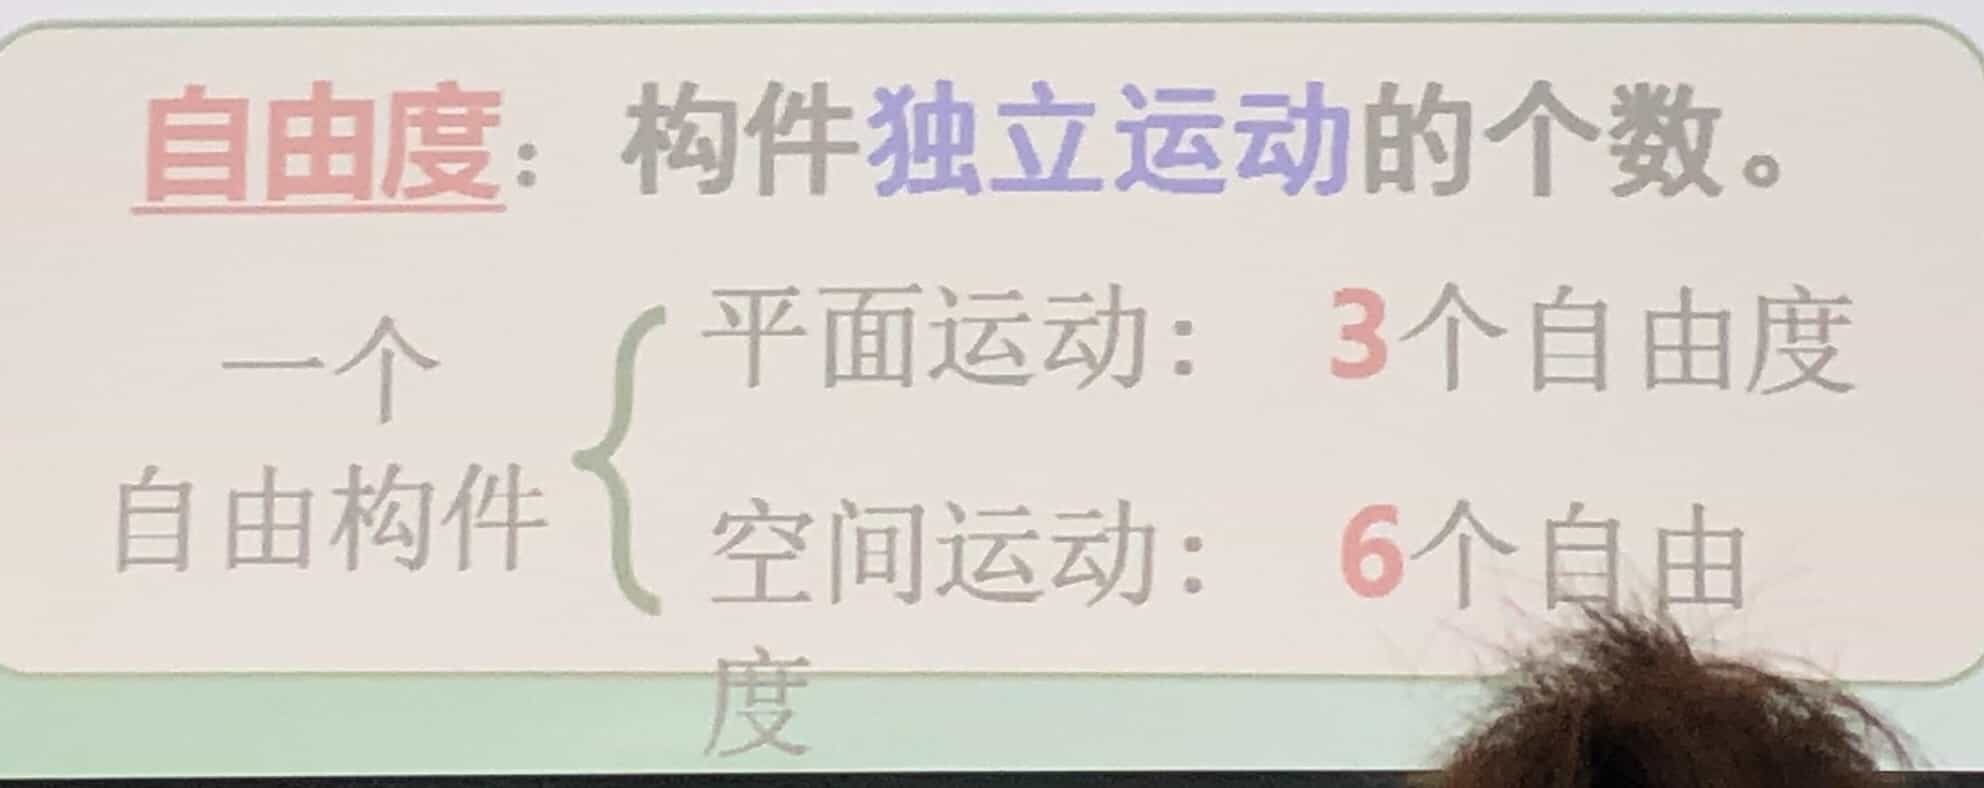 自由度：构件独立运动的个数。
一个
自由构件
平面运动： 3个自由度
空间运动： 6个自由
度